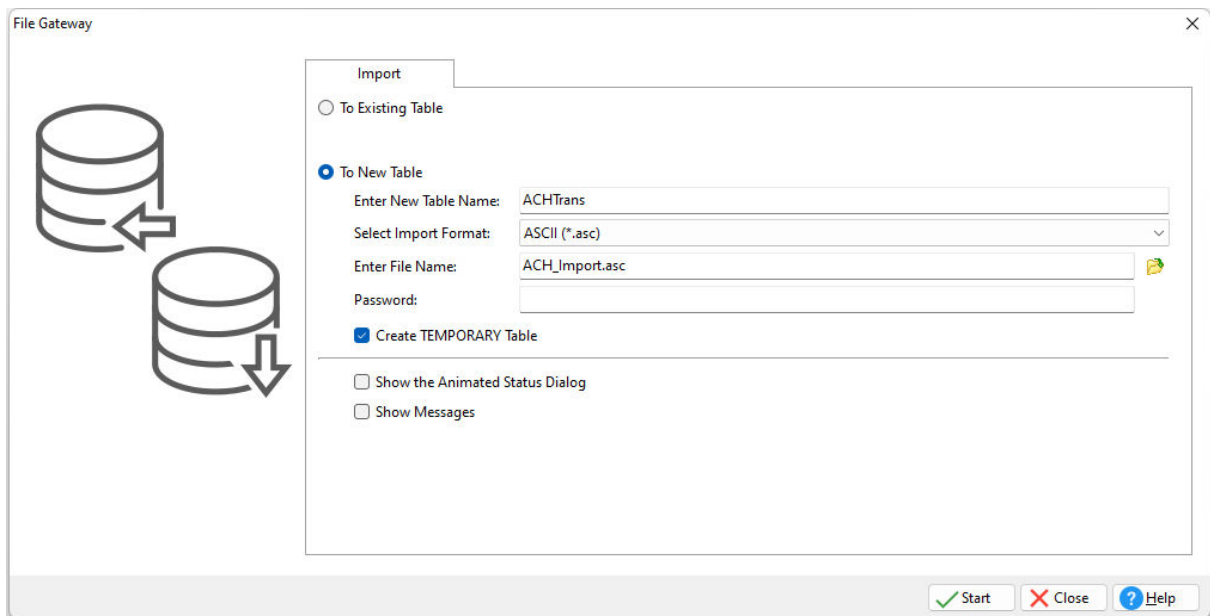 File Gateway
Import
To Existing Table
To New Table
Enter New Table Name: ACHTrans
Select Import Format: ASCII (*.asc)
Enter File Name: ACH_Import.asc
Password:
Create TEMPORARY Table
Show the Animated Status Dialog
Show Messages
Start Close ? Help